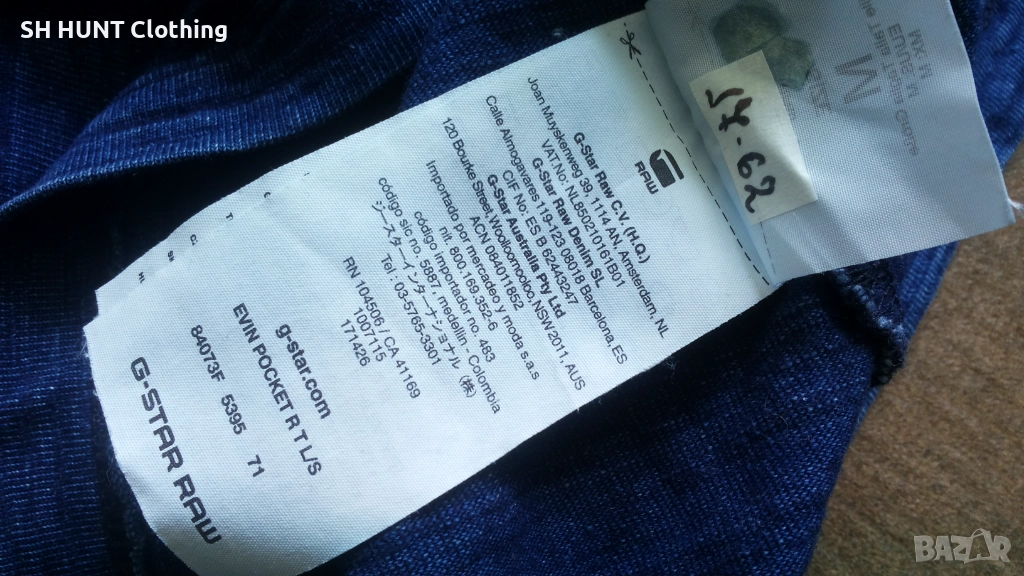 SH HUNT Clothing
RAW
G-Star Raw C.V. (H.Q.)
Joan Muyskenweg 39, 1114 AN, Amsterdam, NL
VAT.No: NL850210161B01
G-Star Raw Denim SL
Calle Almogavares 119-123 08018 Barcelona, ES
CIF No: ES B 62443247
G-Star Australia Pty Ltd
120 Bourke Street, Woolloomooloo, NSW 2011, AUS
ACN 084011852
Importado por mercadeo y moda s.a.s
nit. 800.169.352-6
código importador no. 483
código sic no. 5887, medellin - Colombia
ジースターインターナショナル (株)
Tel : 03-5765-3301
RN 104506 / CA 41169
1007115
171426
g-star.com
EVIN POCKET R T L/S
84073F 5395 71
G-STAR RAW
M
BAZAR